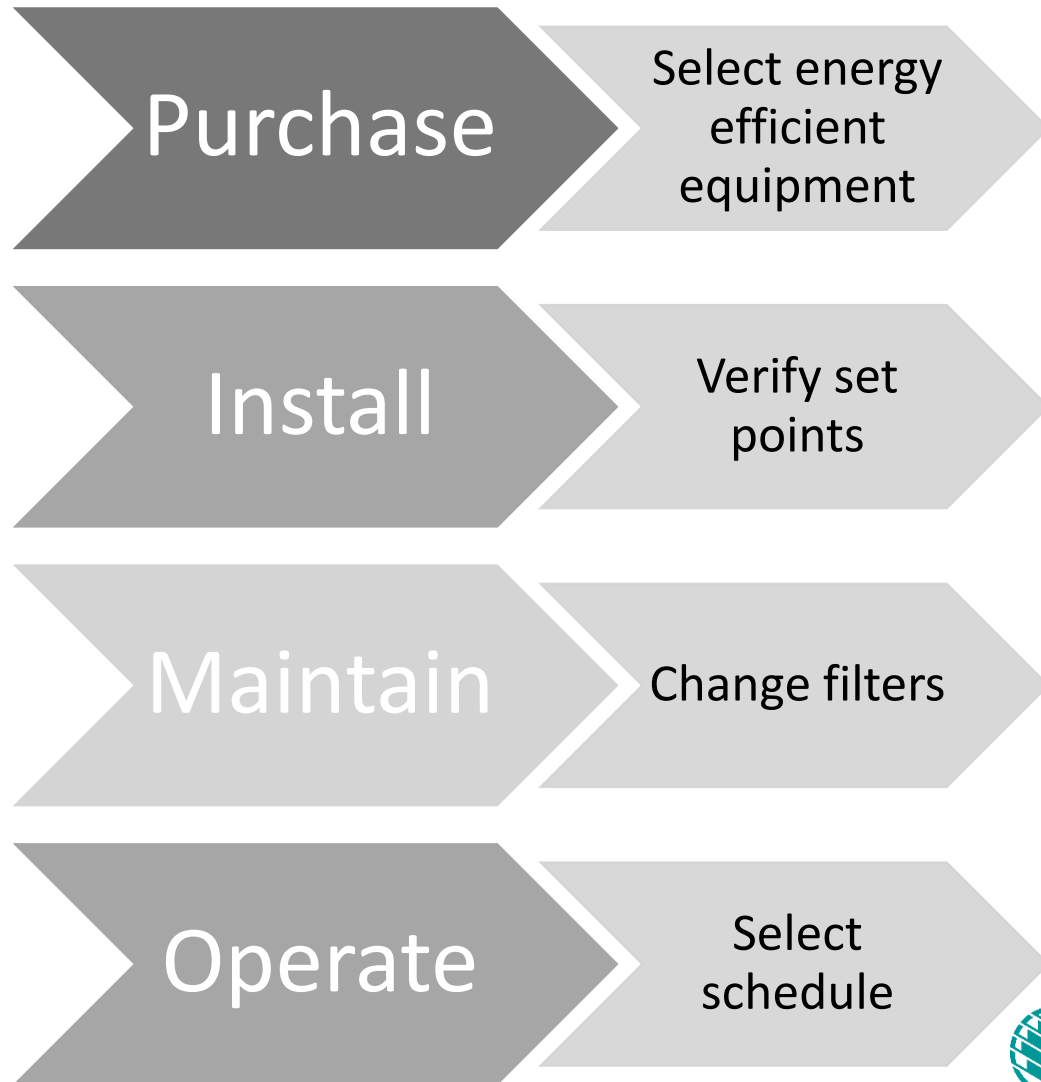 Purchase
Select energy
efficient
equipment
Install
Verify set
points
Maintain
Change filters
Operate
Select
schedule